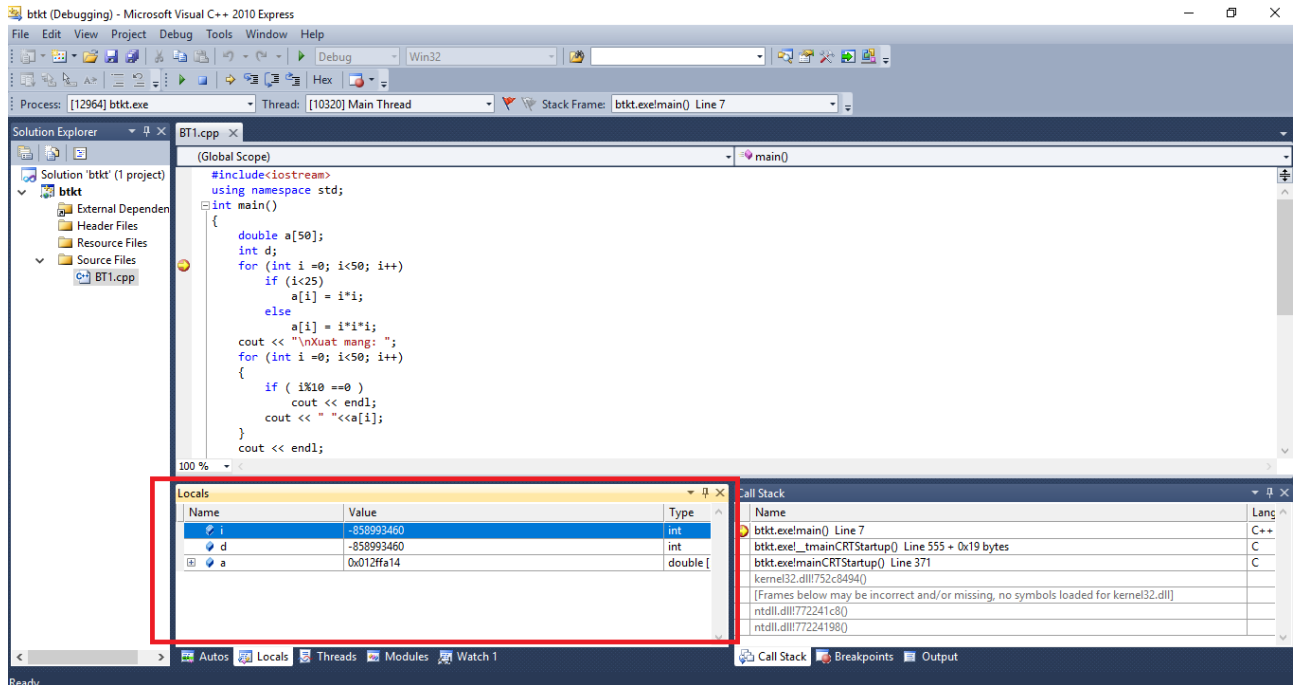 btkt (Debugging) - Microsoft Visual C++ 2010 Express
File Edit View Project Debug Tools Window Help
Debug Win32
Hex
Process: [12964] btkt.exe Thread: [10320] Main Thread Stack Frame: btkt.exe!main() Line 7
Solution Explorer
BT1.cpp
(Global Scope) main()
Solution 'btkt' (1 project)
btkt
External Dependen
Header Files
Resource Files
Source Files
BT1.cpp
#include<iostream>
using namespace std;
int main()
{
double a[50];
int d;
for (int i =0; i<50; i++)
if (i<25)
a[i] = i*i;
else
a[i] = i*i*i;
cout << "\nXuat mang: ";
for (int i =0; i<50; i++)
{
if ( i%10 ==0 )
cout << endl;
cout << " "<<a[i];
}
cout << endl;
100 %
Locals
Name Value Type
i -858993460 int
d -858993460 int
a 0x012ffa14 double [
Call Stack
Name Lang
btkt.exe!main() Line 7 C++
btkt.exe!__tmainCRTStartup() Line 555 + 0x19 bytes C
btkt.exe!mainCRTStartup() Line 371 C
kernel32.dll!752c8494()
[Frames below may be incorrect and/or missing, no symbols loaded for kernel32.dll]
ntdll.dll!772241c8()
ntdll.dll!77224198()
Autos Locals Threads Modules Watch 1
Call Stack Breakpoints Output
Ready